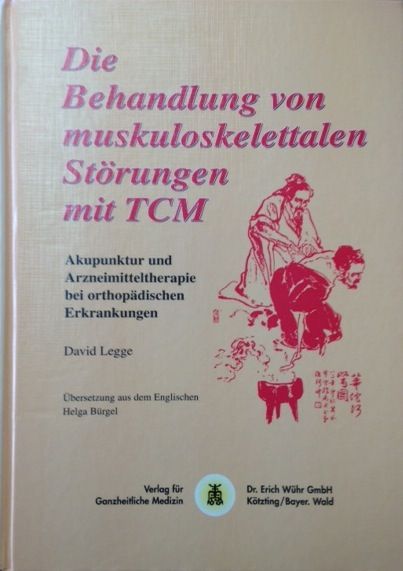 Die
Behandlung von
muskuloskelettalen
Störungen
mit TCM
Akupunktur und
Arzneimitteltherapie
bei orthopädischen
Erkrankungen
David Legge
Übersetzung aus dem Englischen
Helga Bürgel
Verlag für
Ganzheitliche Medizin
Dr. Erich Wühr GmbH
Kötzting/Bayer. Wald